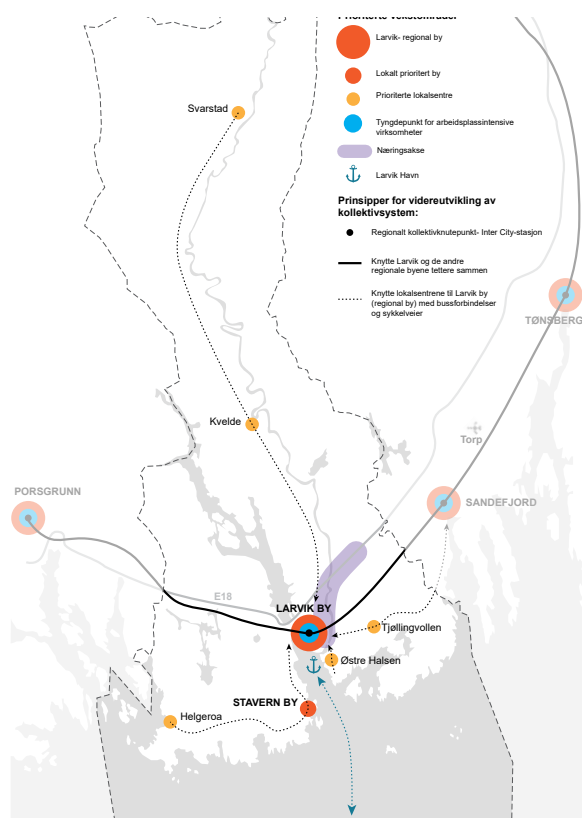 Prioriterte vekstområder
Larvik- regional by
Lokalt prioritert by
Prioriterte lokalsentre
Tyngdepunkt for arbeidsplassintensive
virksomheter
Næringsakse
Larvik Havn
Prinsipper for videreutvikling av
kollektivsystem:
Regionalt kollektivknutepunkt- Inter City-stasjon
Knytte Larvik og de andre
regionale byene tettere sammen
Knytte lokalsentrene til Larvik by
(regional by) med bussforbindelser
og sykkelveier
Svarstad
TØNSBERG
Kvelde
Torp
PORSGRUNN
SANDEFJORD
E18
LARVIK BY
Tjøllingvollen
Østre Halsen
STAVERN BY
Helgeroa